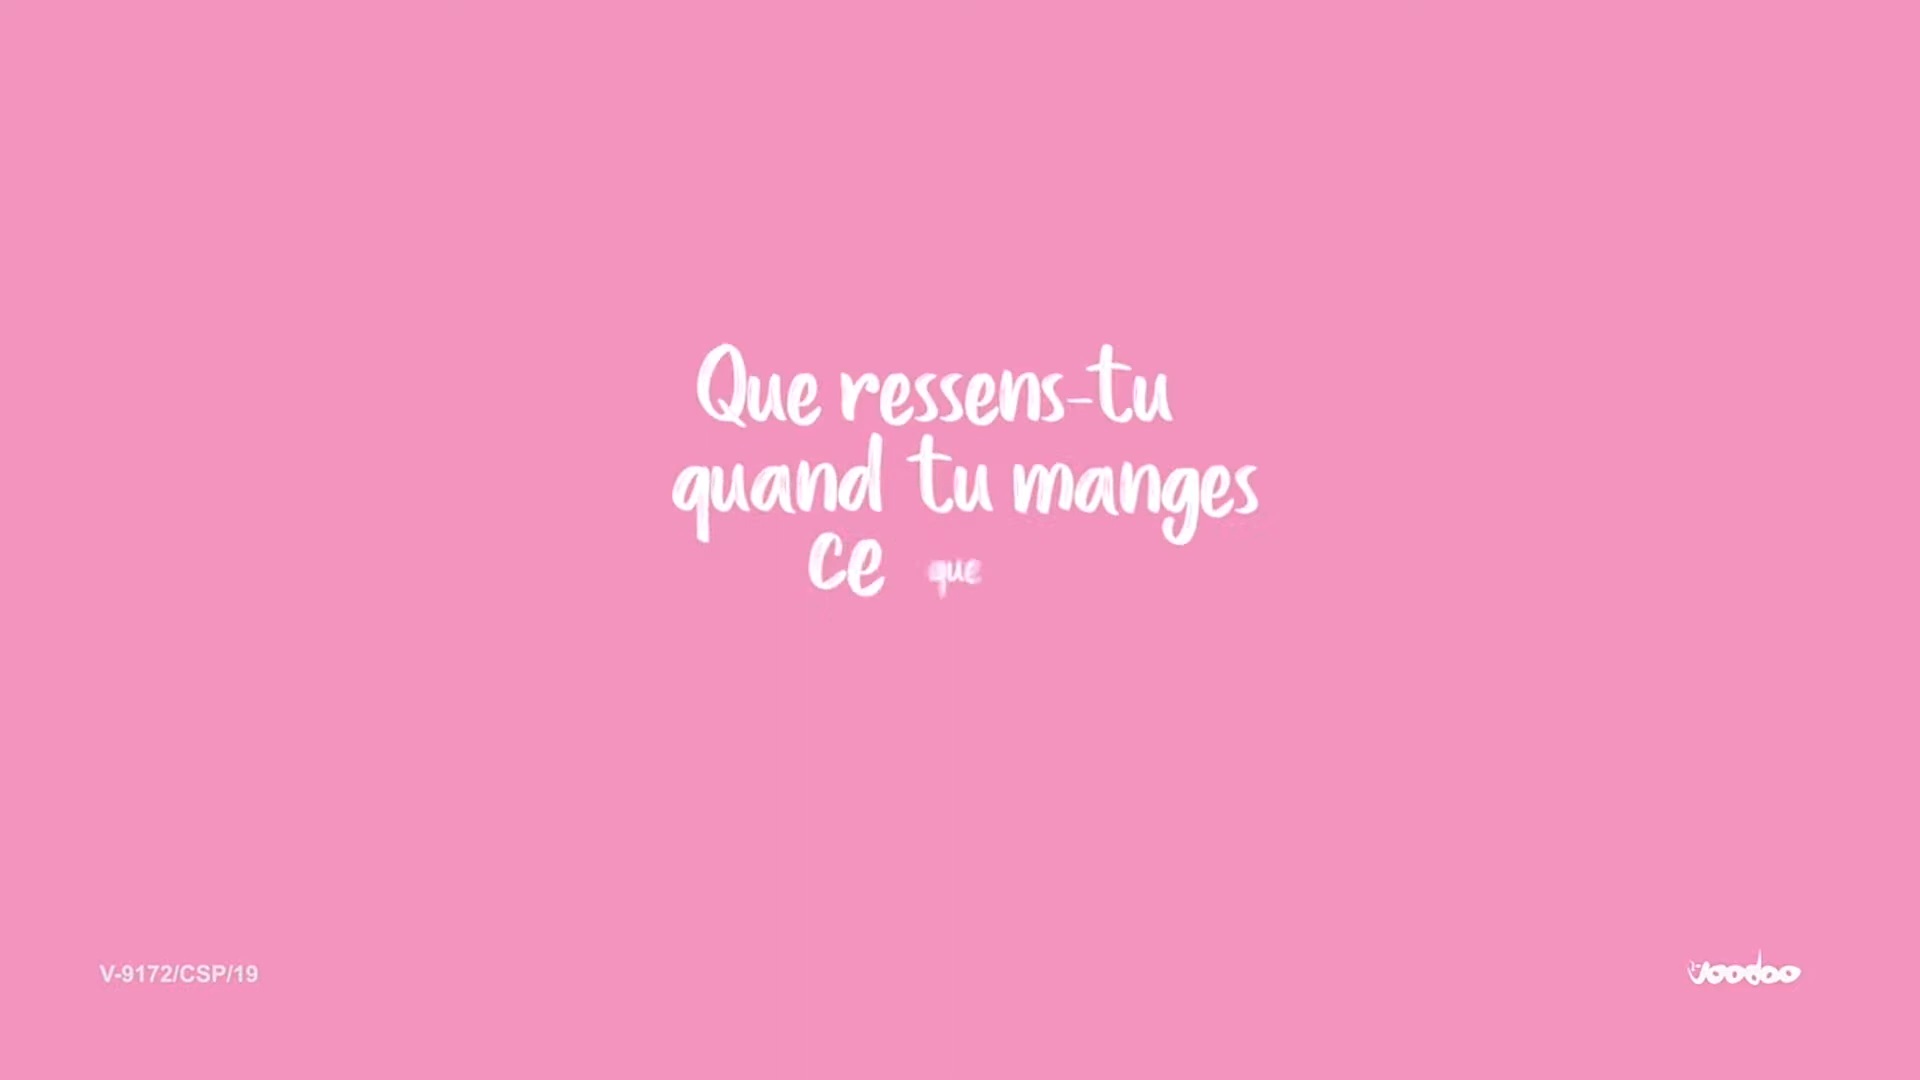 Que ressens-tu
quand tu manges
ce que
V-9172/CSP/19
voodoo